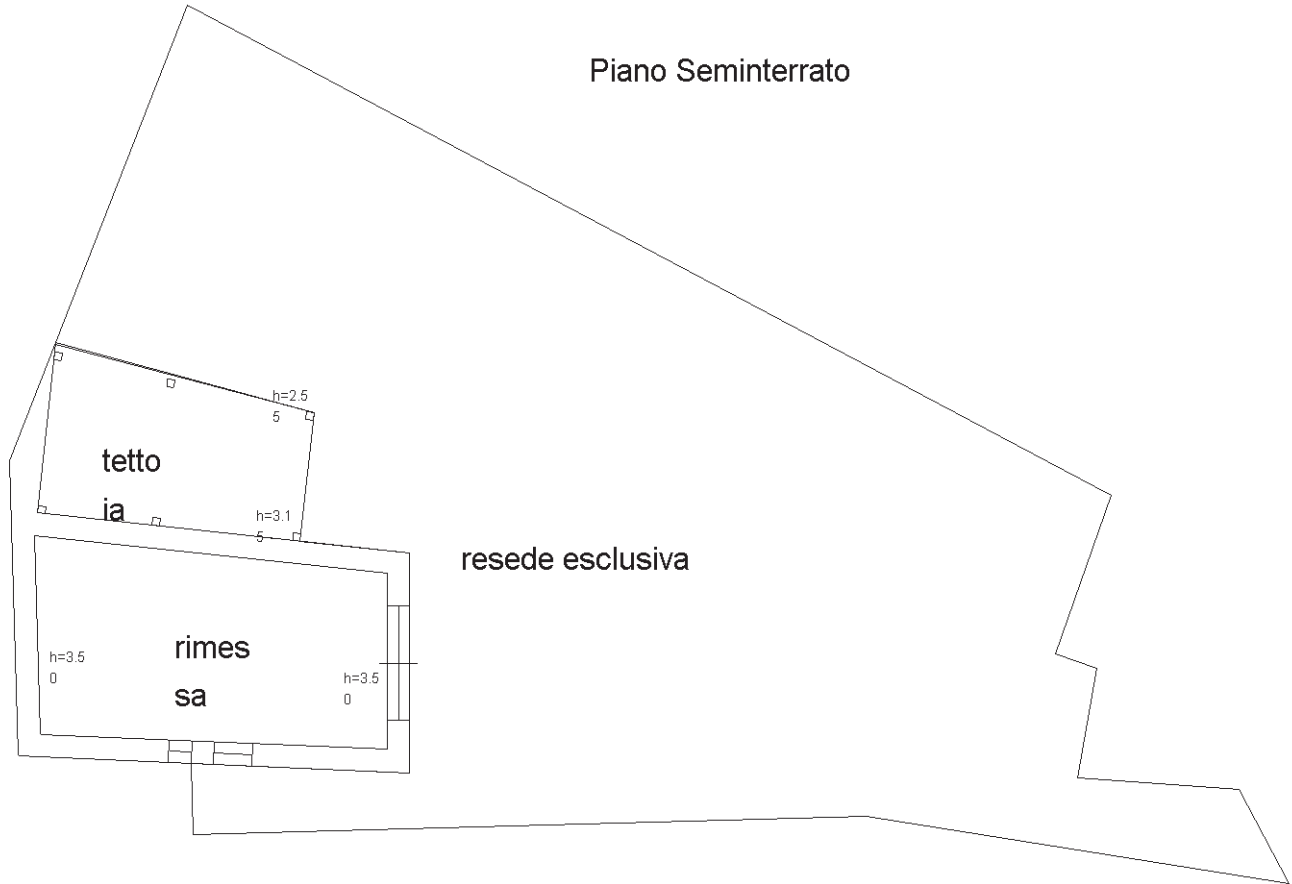 Piano Seminterrato
h=2.5
5
tetto
ia
h=3.1
5
resede esclusiva
rimes
sa
h=3.5
0
h=3.5
0